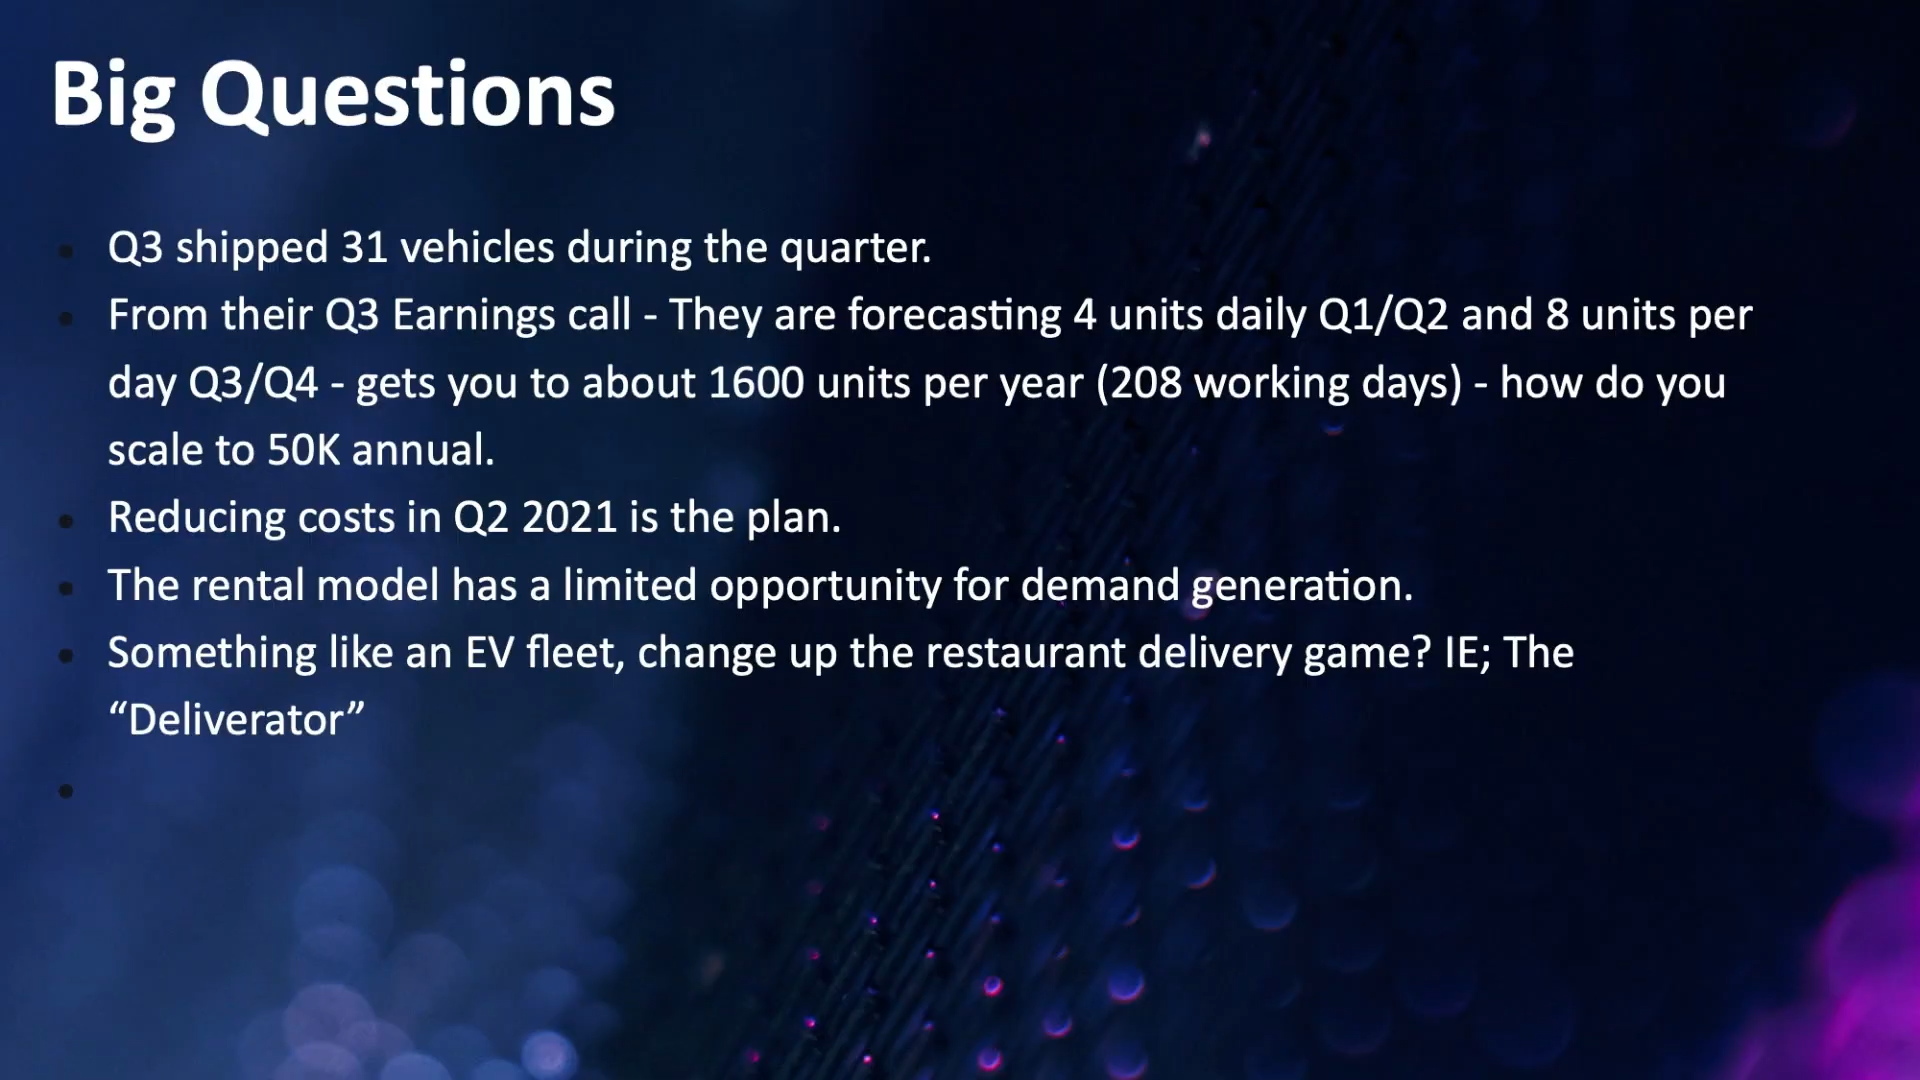 Big Questions
Q3 shipped 31 vehicles during the quarter.
From their Q3 Earnings call - They are forecasting 4 units daily Q1/Q2 and 8 units per
day Q3/Q4 - gets you to about 1600 units per year (208 working days) - how do you
scale to 50K annual.
Reducing costs in Q2 2021 is the plan.
The rental model has a limited opportunity for demand generation.
Something like an EV fleet, change up the restaurant delivery game? IE; The
“Deliverator”